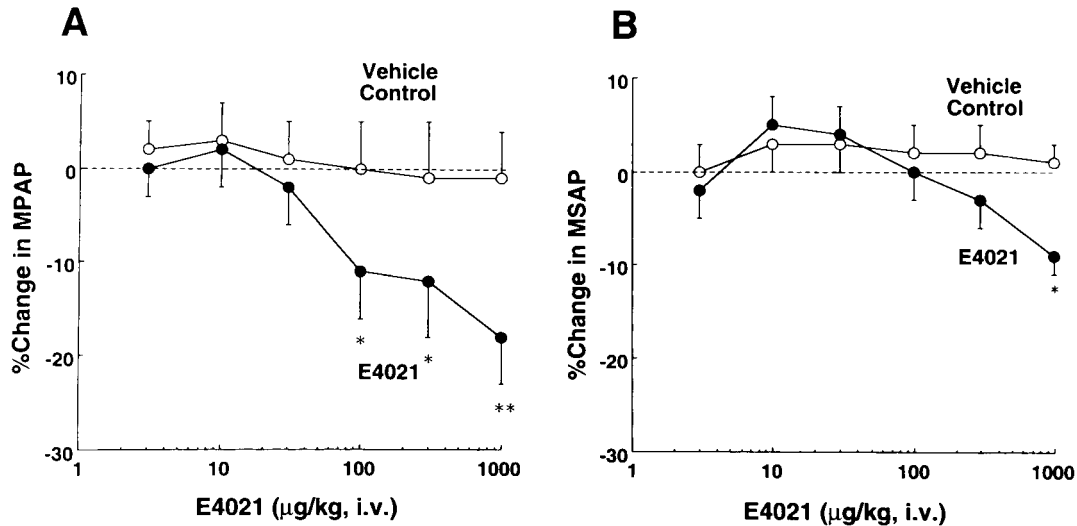 A
%Change in MPAP
10
0
-10
-20
-30
Vehicle
Control
*
*
E4021
**
1
10
100
1000
E4021 (μg/kg, i.v.)
B
%Change in MSAP
10
0
-10
-20
-30
Vehicle
Control
E4021
*
1
10
100
1000
E4021 (μg/kg, i.v.)